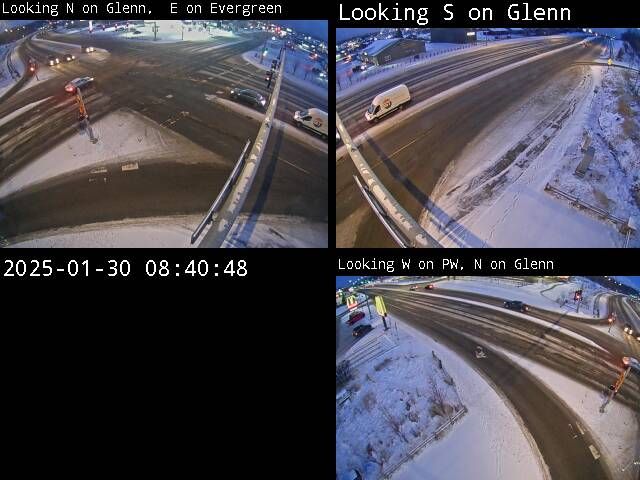 Looking N on Glenn,  E on Evergreen
Looking S on Glenn
2025-01-30 08:40:48
Looking W on PW, N on Glenn